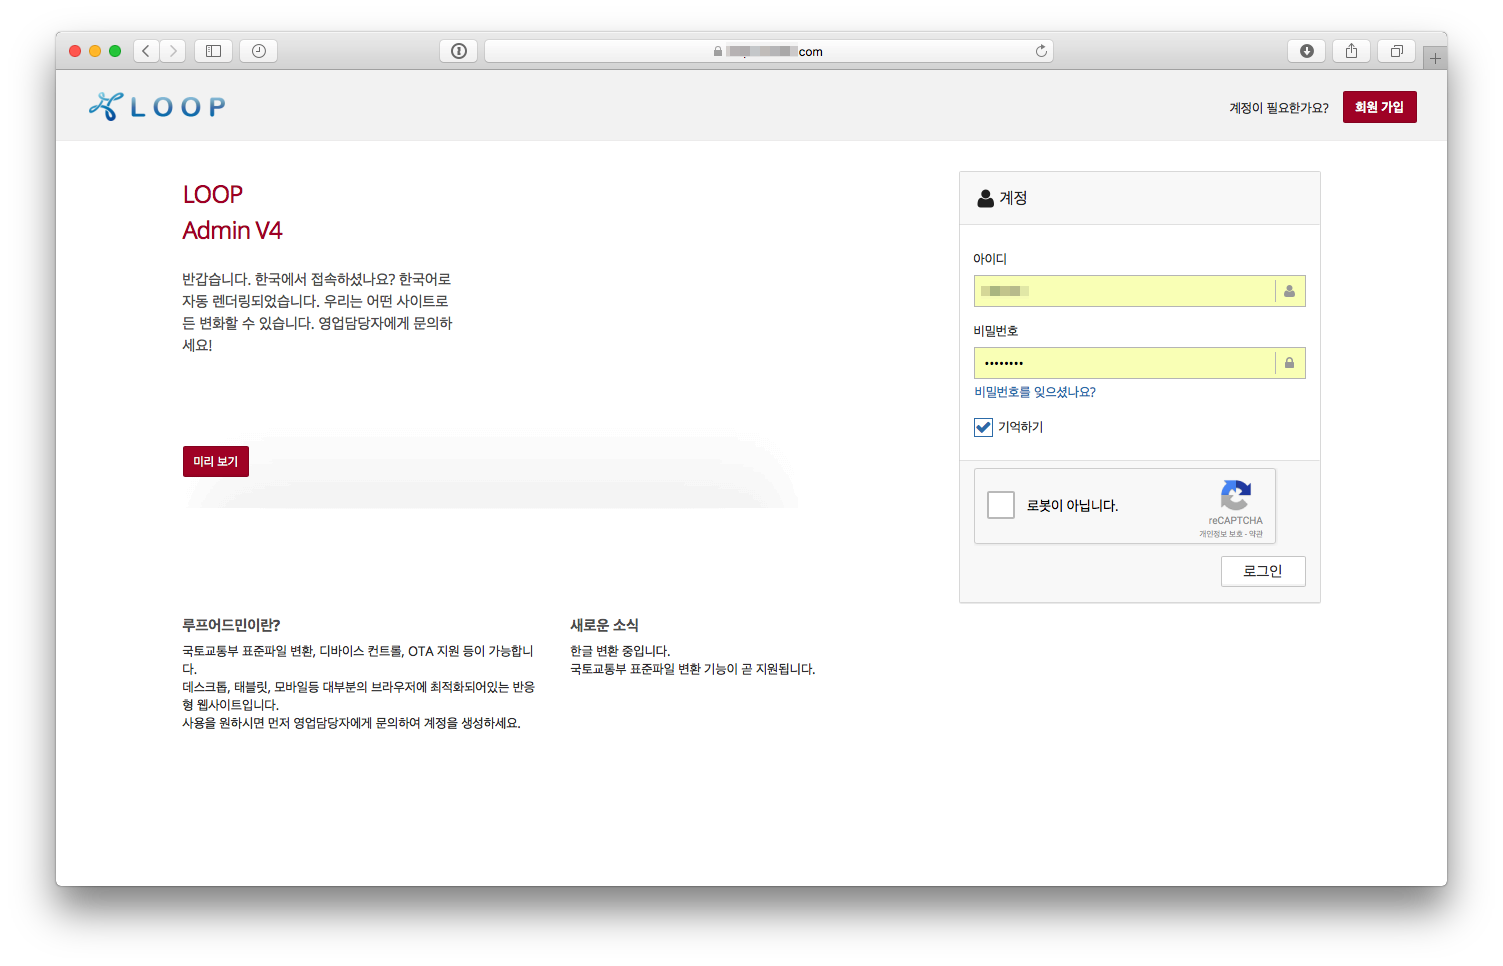 com
LOOP
계정이 필요한가요?
회원 가입
LOOP
Admin V4
반갑습니다. 한국에서 접속하셨나요? 한국어로
자동 렌더링되었습니다. 우리는 어떤 사이트로
든 변화할 수 있습니다. 영업담당자에게 문의하
세요!
미리 보기
계정
아이디
비밀번호
비밀번호를 잊으셨나요?
기억하기
로봇이 아닙니다.
reCAPTCHA
개인정보 보호 - 약관
로그인
루프어드민이란?
국토교통부 표준파일 변환, 디바이스 컨트롤, OTA 지원 등이 가능합니
다.
데스크톱, 태블릿, 모바일등 대부분의 브라우저에 최적화되어있는 반응
형 웹사이트입니다.
사용을 원하시면 먼저 영업담당자에게 문의하여 계정을 생성하세요.
새로운 소식
한글 변환 중입니다.
국토교통부 표준파일 변환 기능이 곧 지원됩니다.